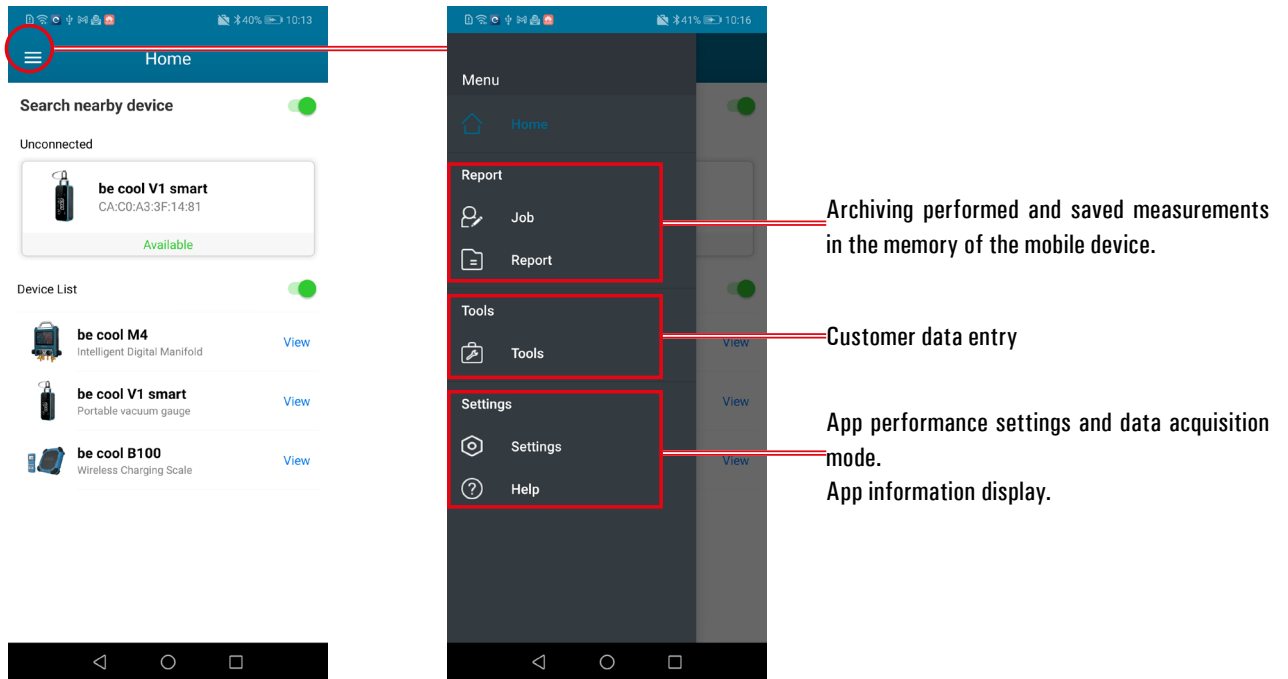 40% 10:13
Home
Search nearby device
Unconnected
be cool V1 smart
CA:C0:A3:3F:14:81
Available
Device List
be cool M4
Intelligent Digital Manifold
View
be cool V1 smart
Portable vacuum gauge
View
be cool B100
Wireless Charging Scale
View
41% 10:16
Menu
Home
Report
Job
Report
Tools
Tools
Settings
Settings
Help
View
View
View
Archiving performed and saved measurements
in the memory of the mobile device.
Customer data entry
App performance settings and data acquisition
mode.
App information display.